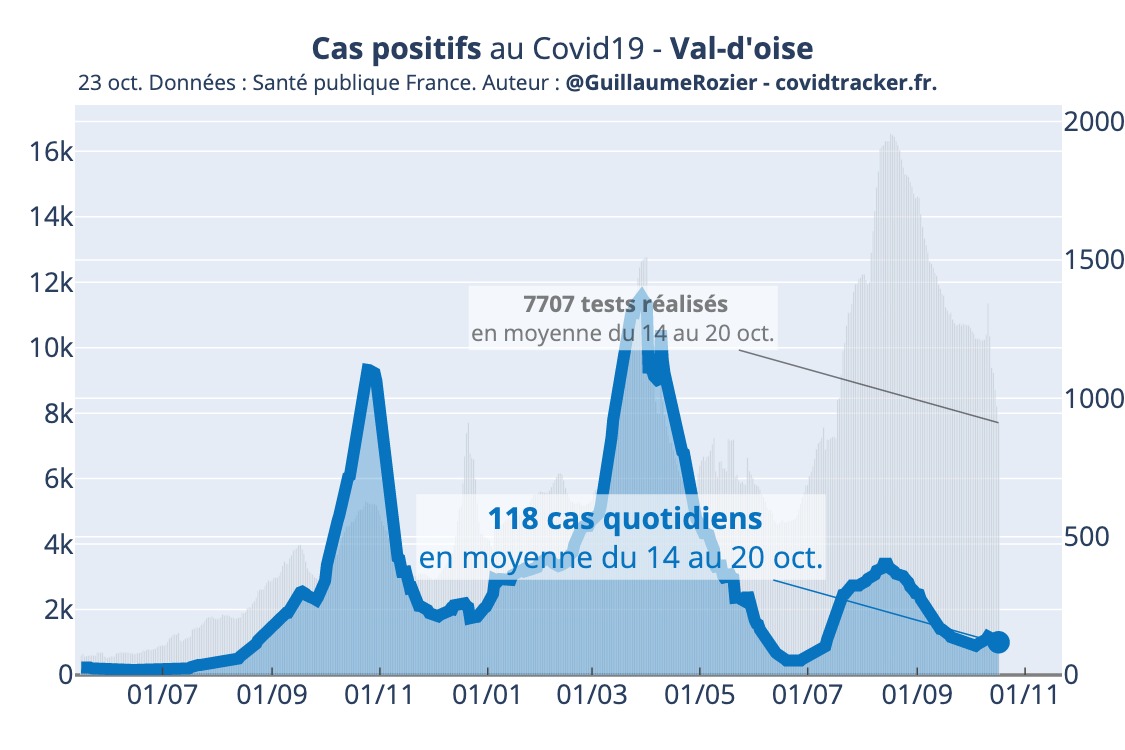 Cas positifs au Covid19 - Val-d'oise
23 oct. Données : Santé publique France. Auteur : @GuillaumeRozier - covidtracker.fr.
2000
16k
14k
1500
12k
7707 tests réalisés
en moyenne du 14 au 20 oct.
10k
1000
8k
6k
118 cas quotidiens
500
4k
en moyenne du 14 au 20 oct.
2k
0
0
01/07 01/09 01/11 01/01 01/03 01/05 01/07 01/09 01/11